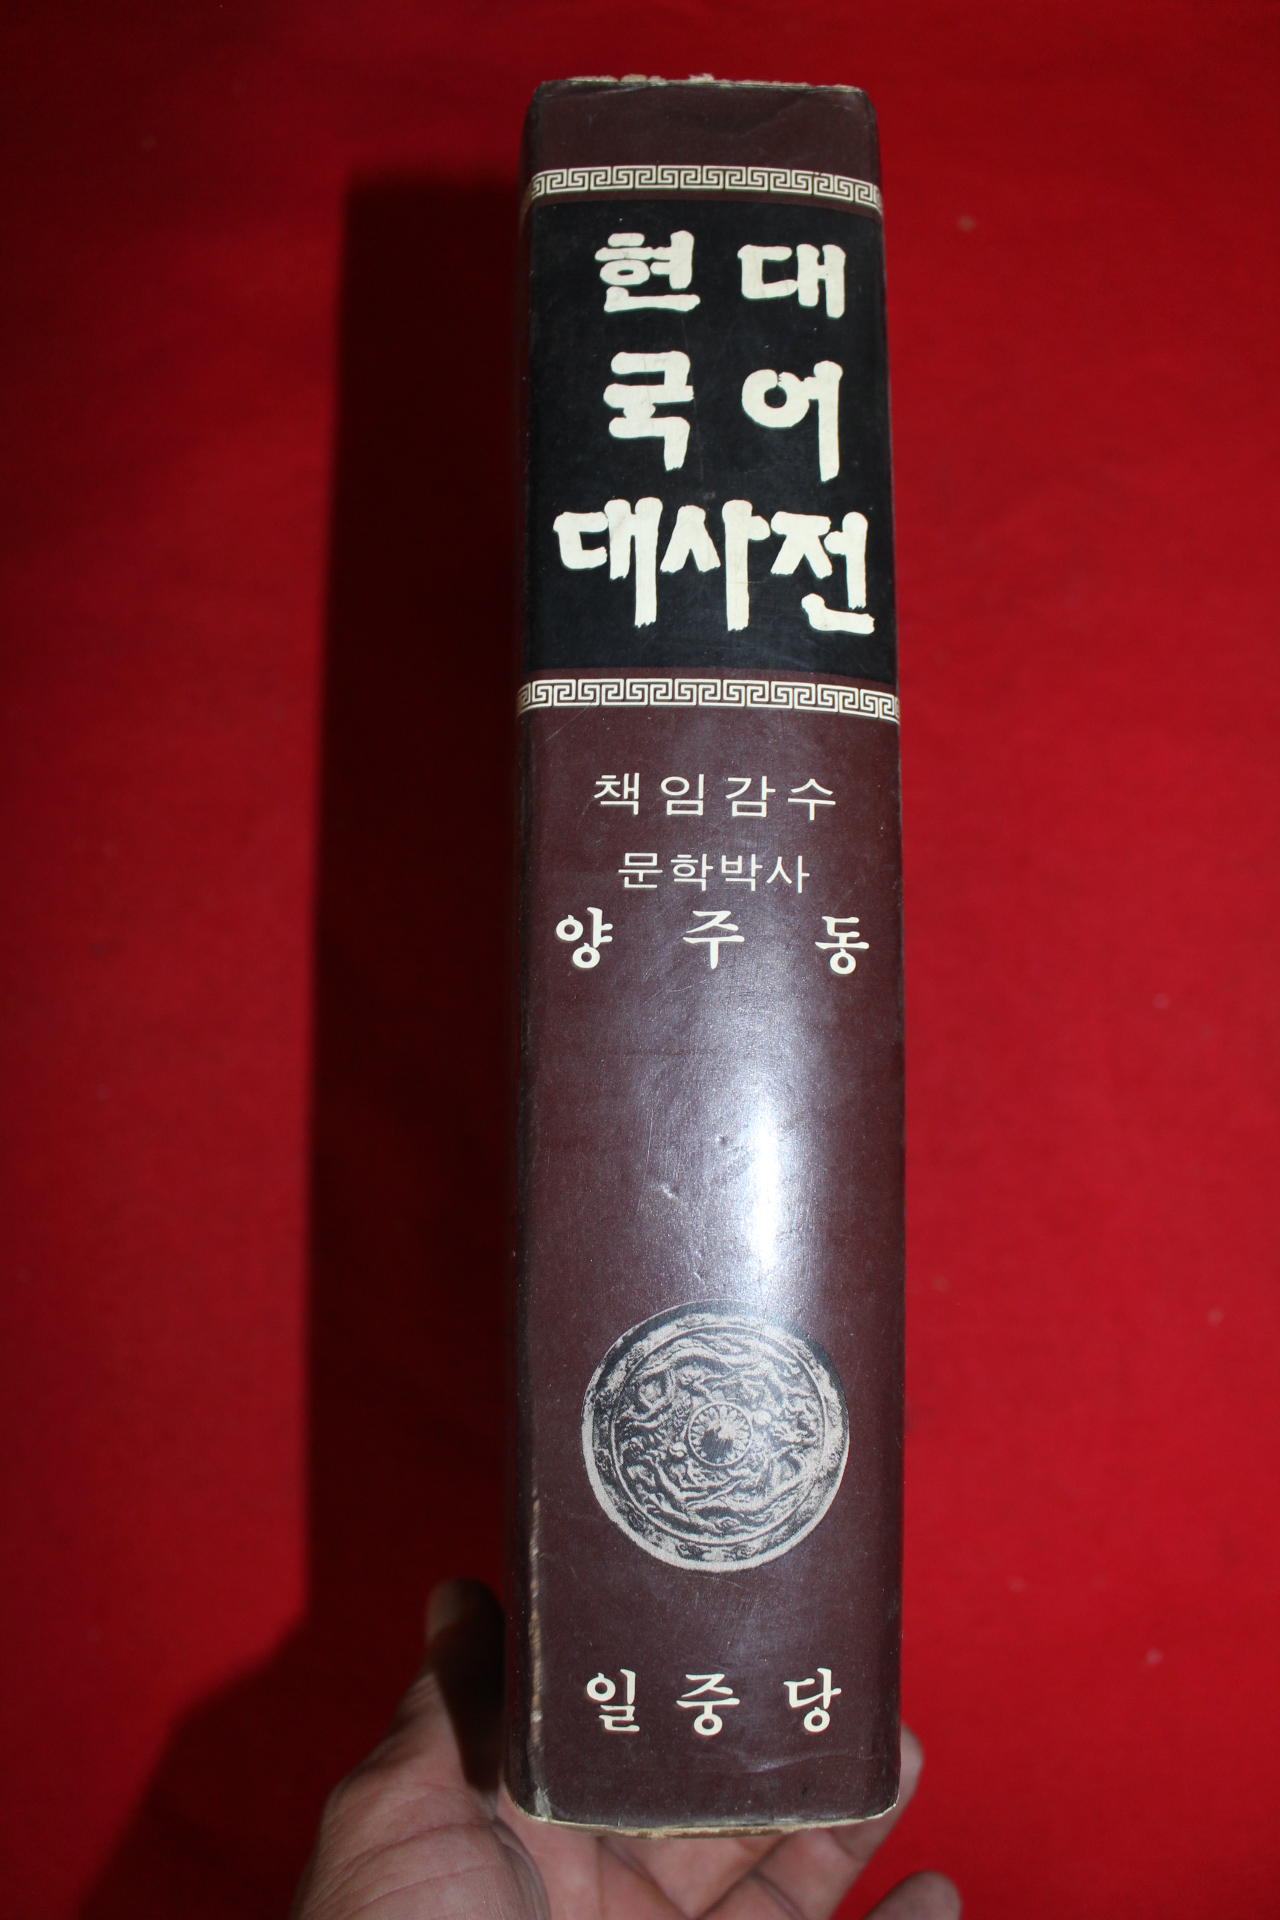 현대
국어
대사전
책임감수
문학박사
양주동
일중당